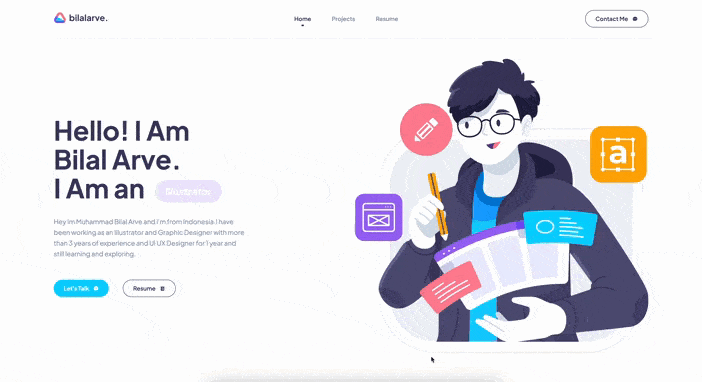 bilalarve.
Home
Projects
Resume
Contact Me
Hello! I Am
Bilal Arve.
I Am an
Hey Im Muhammad Bilal Arve and I'm from Indonesia. I have
been working as an Illustrator and Graphic Designer with more
than 3 years of experience and UI UX Designer for 1 year and
still learning and exploring.
Let's Talk
Resume
a